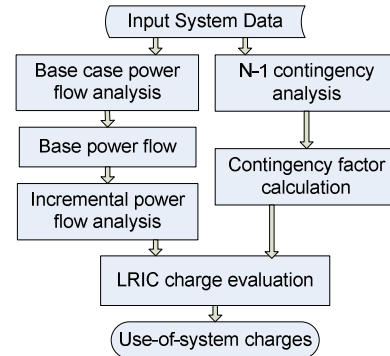 Input System Data
Base case power
flow analysis
N-1 contingency
analysis
Base power flow
Contingency factor
calculation
Incremental power
flow analysis
LRIC charge evaluation
Use-of-system charges